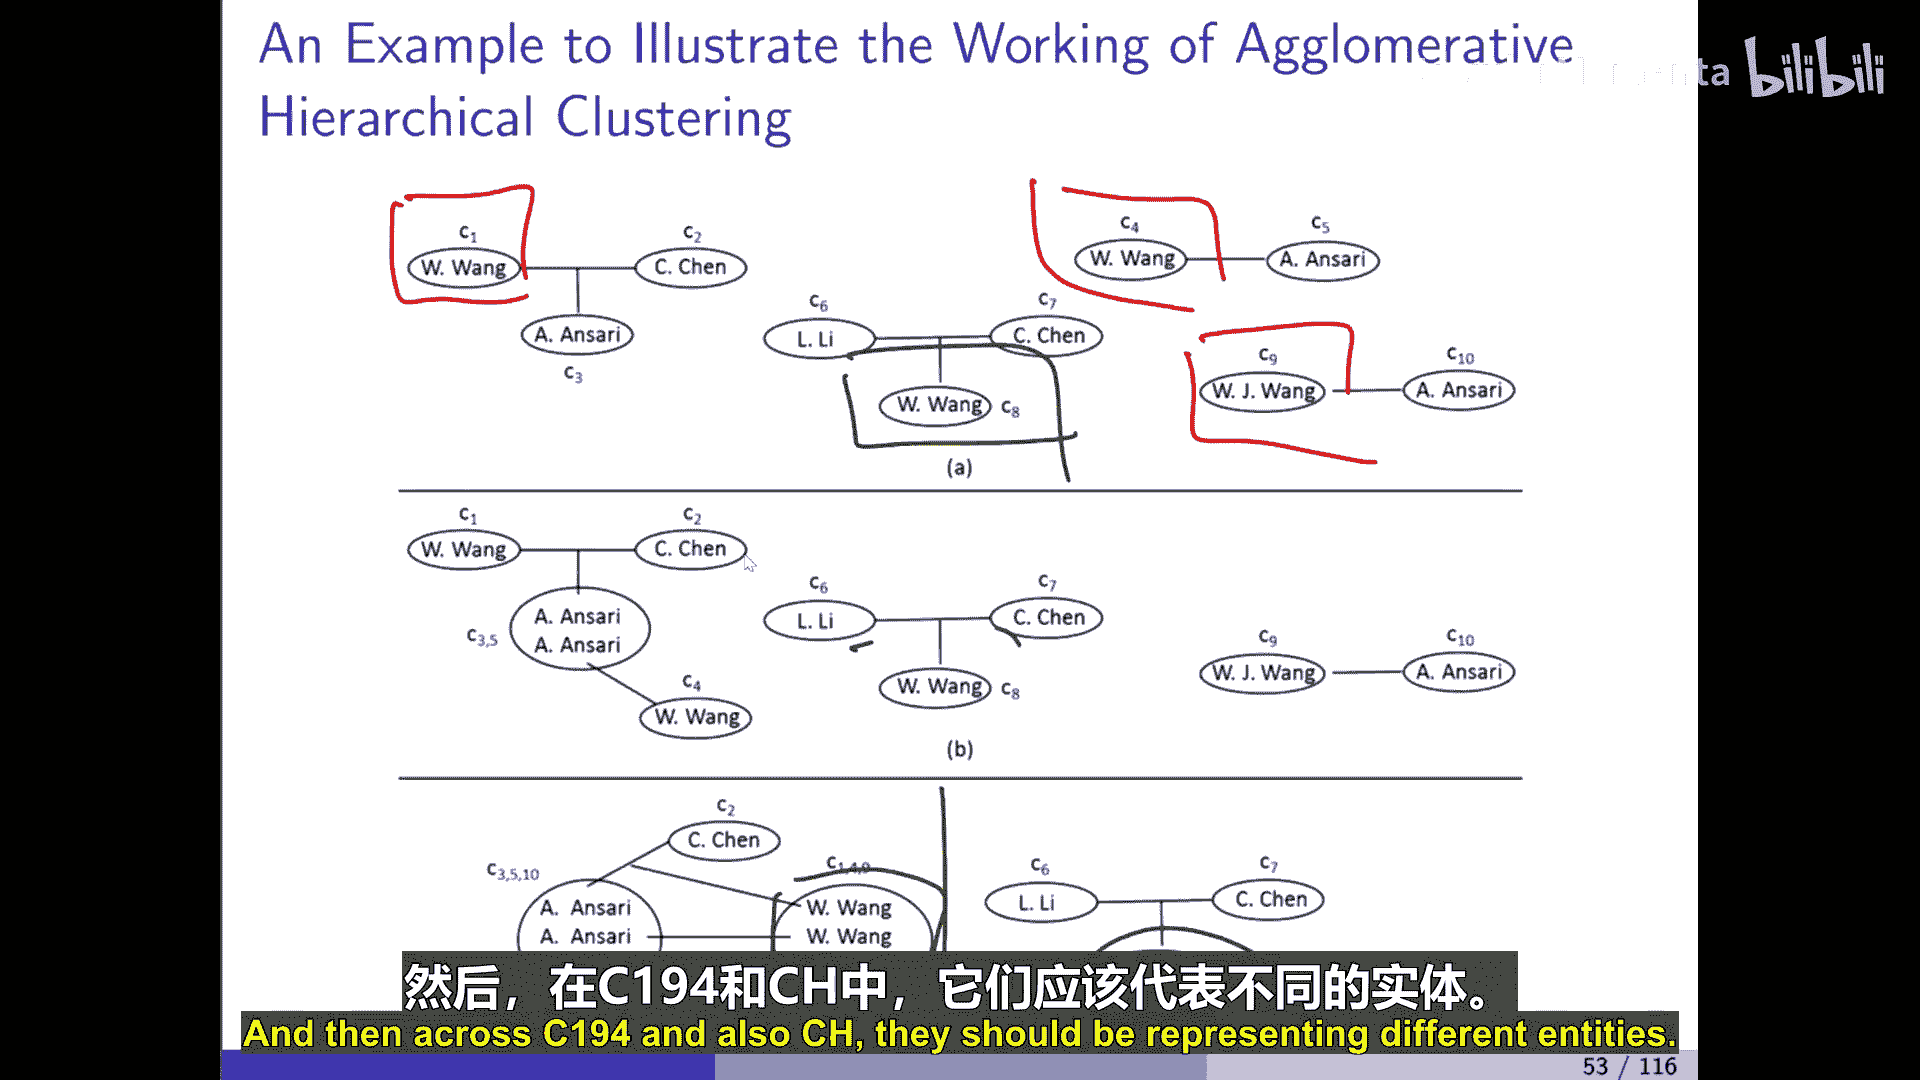 An Example to Illustrate the Working of Agglomerative
Hierarchical Clustering
bilibili
c1
c2
W. Wang
C. Chen
A. Ansari
c3
c4
c5
W. Wang
A. Ansari
c6
c7
L. Li
C. Chen
W. Wang
c8
c9
c10
W. J. Wang
A. Ansari
(a)
c1
c2
W. Wang
C. Chen
A. Ansari
A. Ansari
c3,5
c4
W. Wang
c6
c7
L. Li
C. Chen
W. Wang
c8
c9
c10
W. J. Wang
A. Ansari
(b)
c2
C. Chen
c3,5,10
A. Ansari
A. Ansari
c1,4,9
W. Wang
W. Wang
c6
c7
L. Li
C. Chen
然后，在C194和CH中，它们应该代表不同的实体。
And then across C194 and also CH, they should be representing different entities.
53 / 116